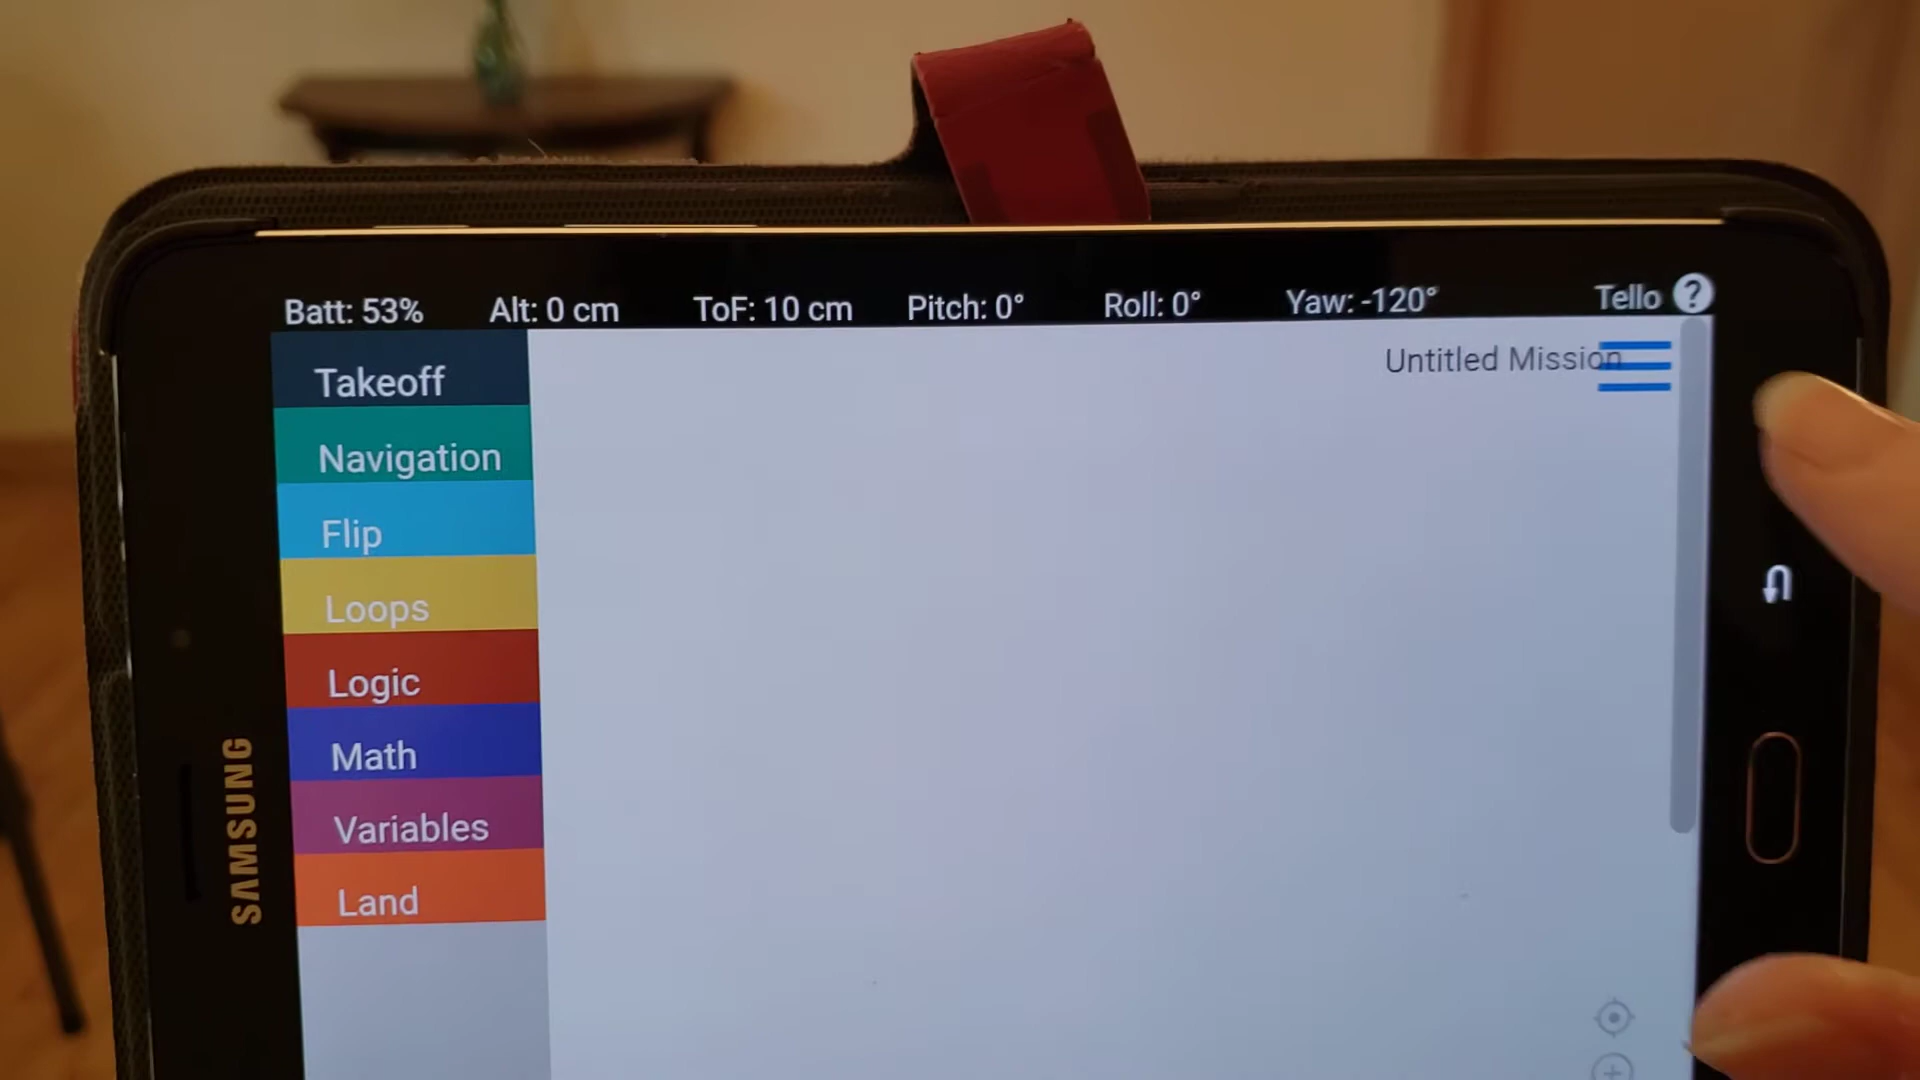 Batt: 53% Alt: 0 cm ToF: 10 cm Pitch: 0° Roll: 0° Yaw: -120° Tello ?
Untitled Mission
Takeoff
Navigation
Flip
Loops
Logic
Math
Variables
Land
SAMSUNG